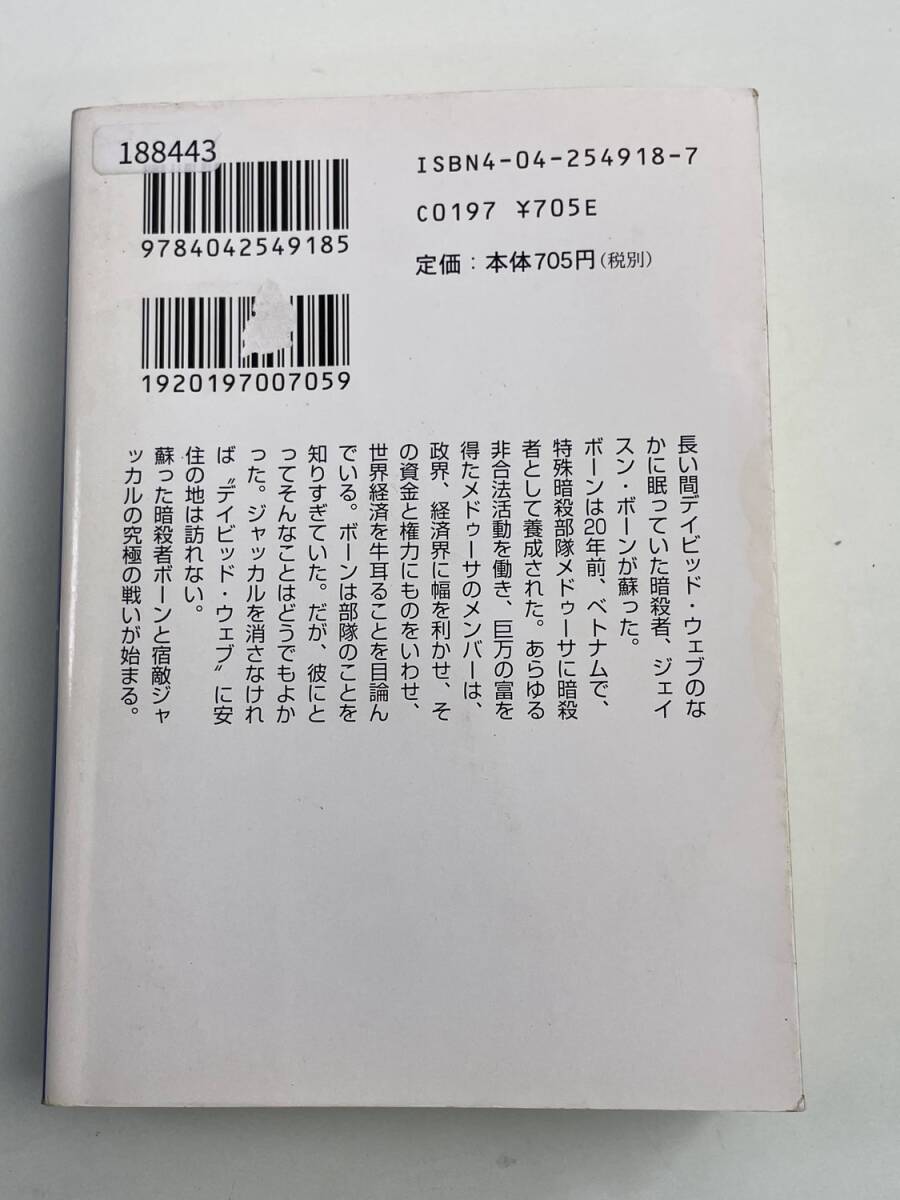 188443
9784042549185
1920197007059
ISBN4-04-254918-7
C0197 ¥705E
定価：本体705円（税別）
長い間デイビッド・ウェブのな
かに眠っていた暗殺者、ジェイ
スン・ボーンが蘇った。
ボーンは20年前、ベトナムで、
特殊暗殺部隊メドゥーサに暗殺
者として養成された。あらゆる
非合法活動を働き、巨万の富を
得たメドゥーサのメンバーは、
政界、経済界に幅を利かせ、そ
の資金と権力にものをいわせ、
世界経済を牛耳ることを目論ん
でいる。ボーンは部隊のことを
知りすぎていた。だが、彼にと
ってそんなことはどうでもよか
った。ジャッカルを消さなけれ
ば〝デイビッド・ウェブ〟に安
住の地は訪れない。
蘇った暗殺者ボーンと宿敵ジャ
ッカルの究極の戦いが始まる。